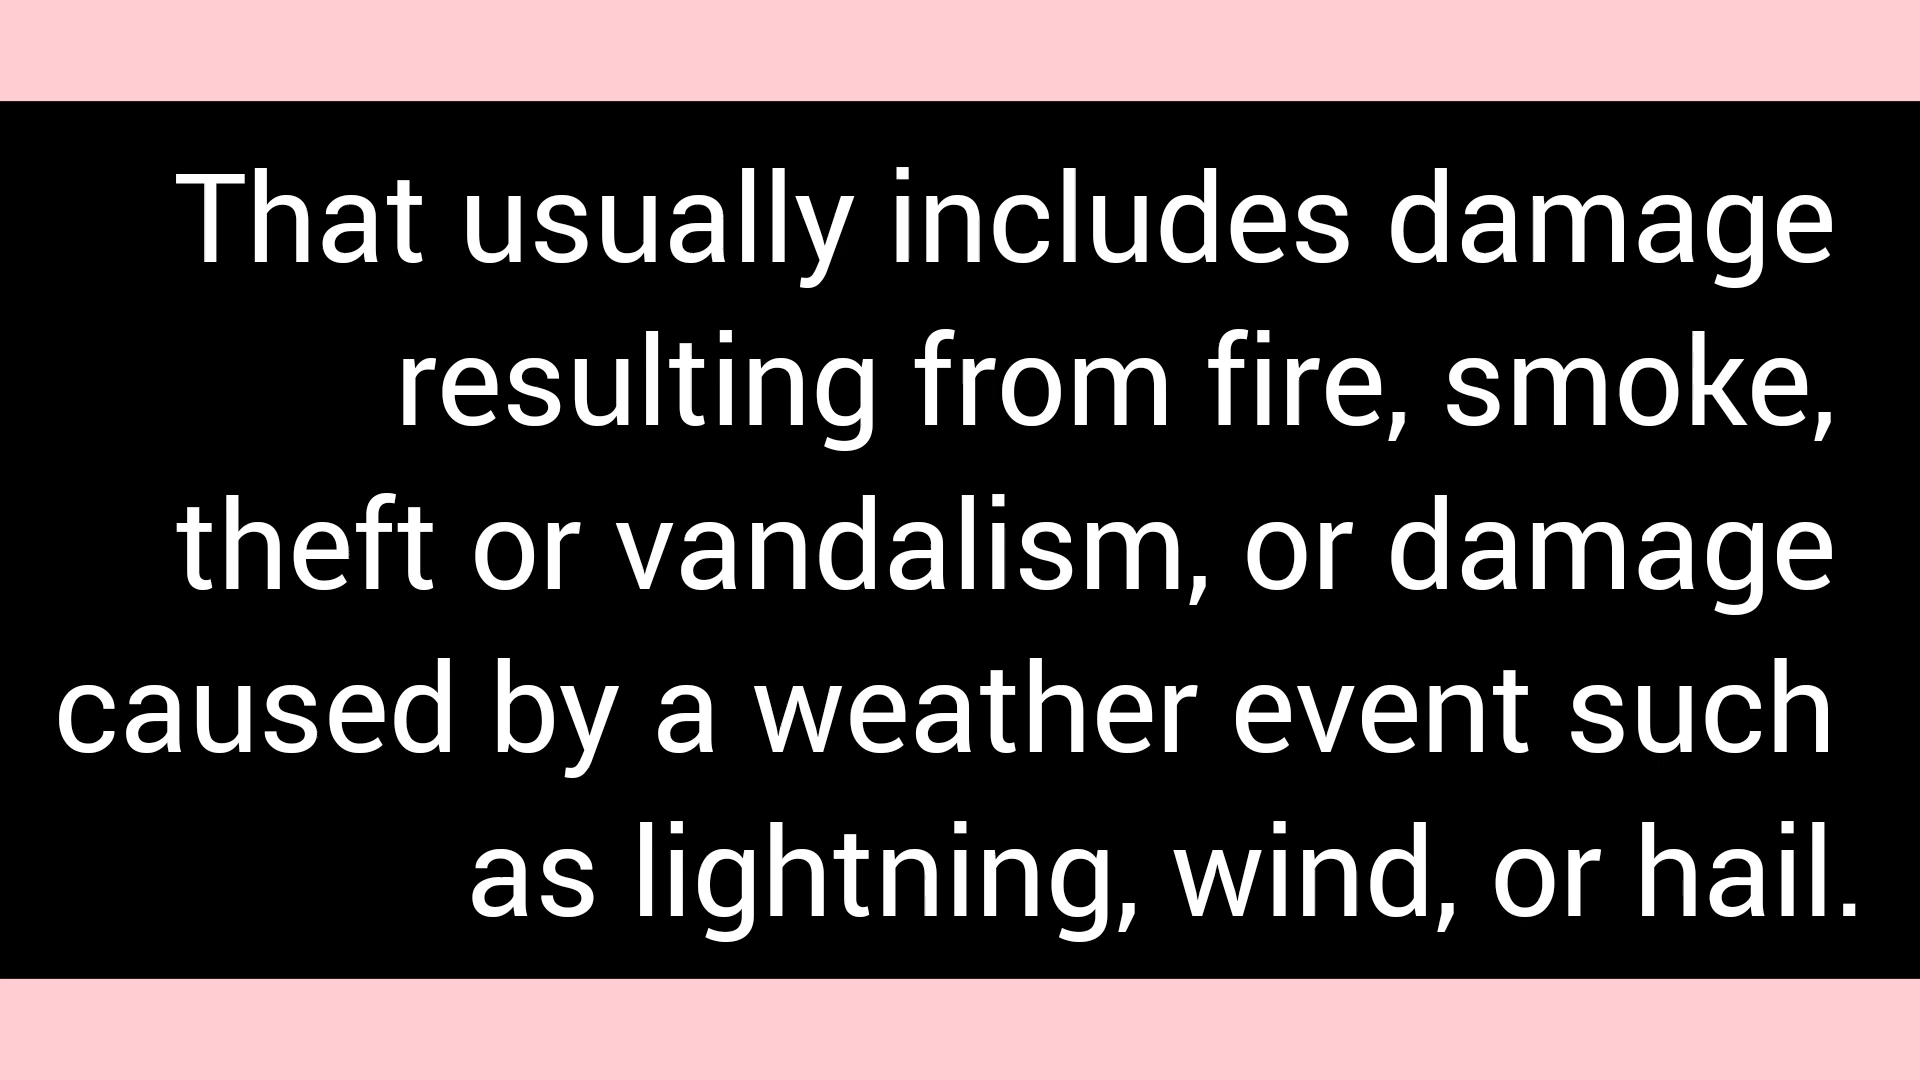 That usually includes damage
resulting from fire, smoke,
theft or vandalism, or damage
caused by a weather event such
as lightning, wind, or hail.